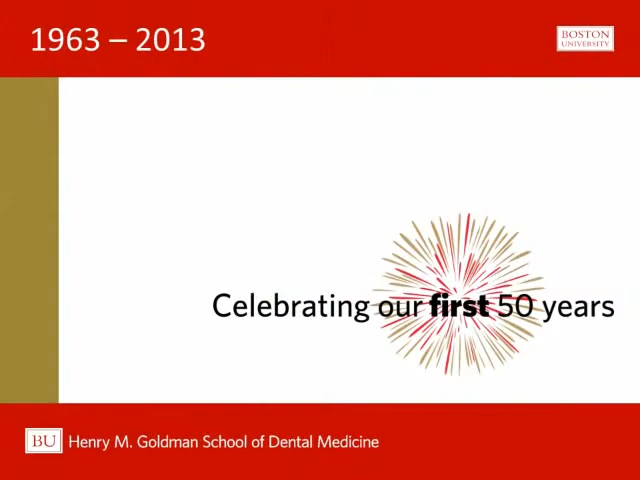 1963 – 2013
BOSTON
UNIVERSITY
Celebrating our first 50 years
BU Henry M. Goldman School of Dental Medicine